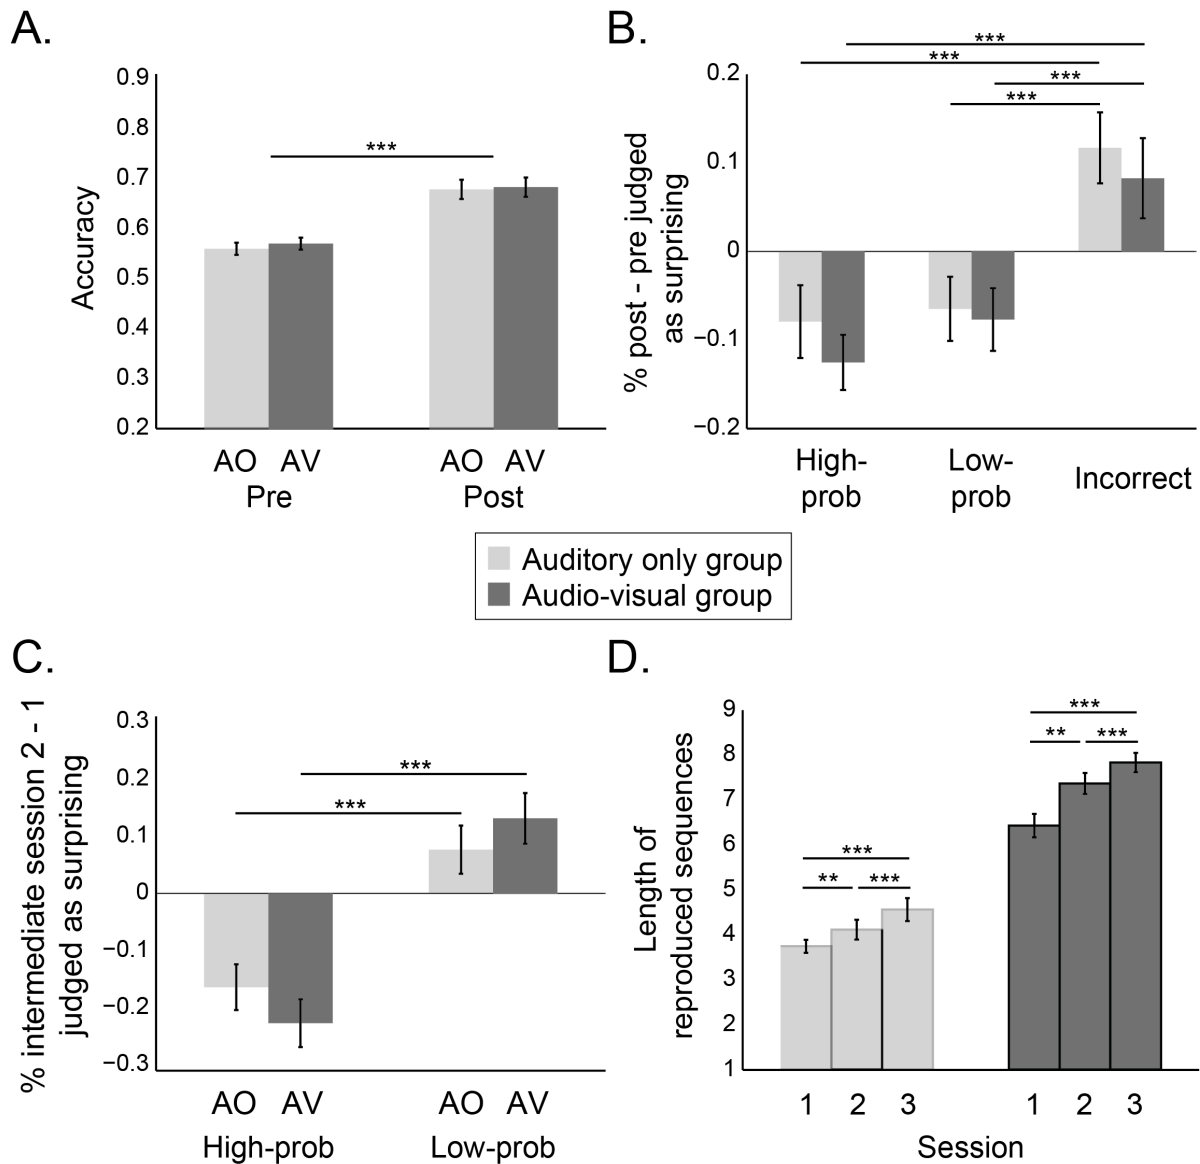 A.
0.9
0.8
0.7
0.6
0.5
0.4
0.3
0.2
Accuracy
***
AO AV AO AV
Pre Post
B.
% post - pre judged
as surprising
0.2
0.1
0
−0.1
−0.2
***
***
***
***
High-
prob
Low-
prob
Incorrect
Auditory only group
Audio-visual group
C.
% intermediate session 2 - 1
judged as surprising
0.3
0.2
0.1
0
−0.1
−0.2
−0.3
***
***
AO AV AO AV
High-prob Low-prob
D.
Length of
reproduced sequences
9
8
7
6
5
4
3
2
1
***
** ***
***
** ***
1 2 3 1 2 3
Session